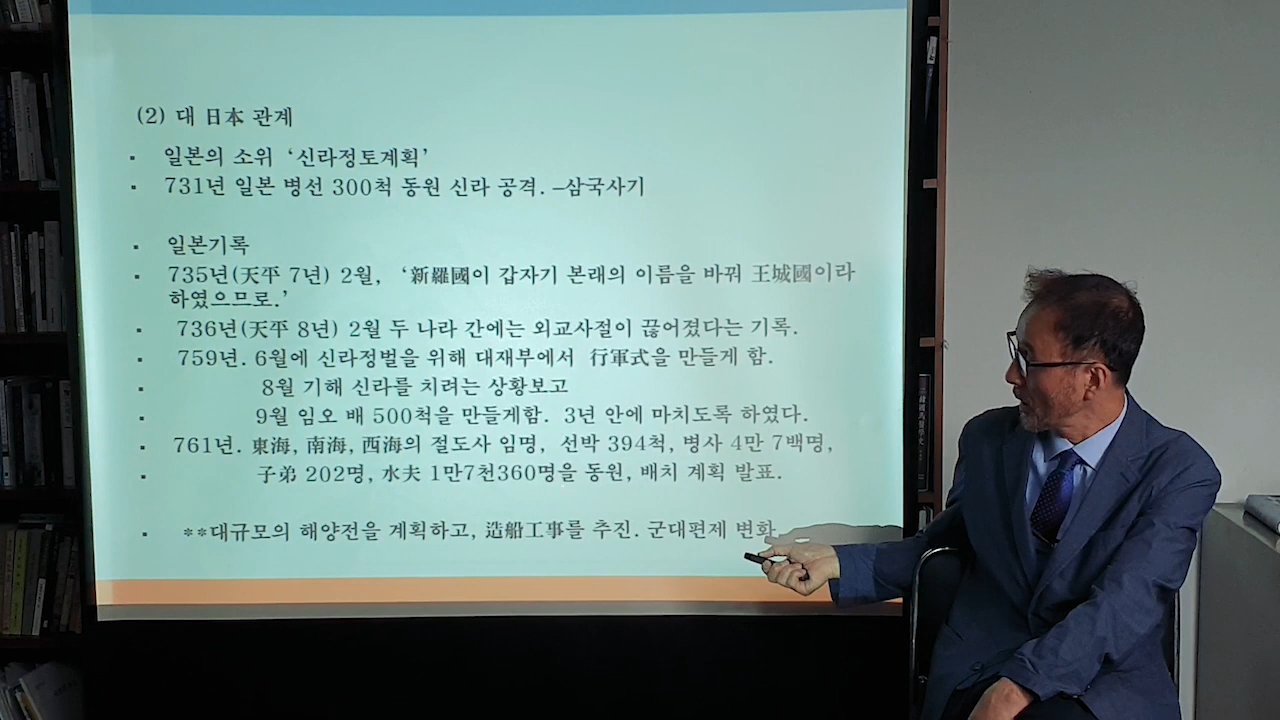 (2) 대 日本 관계
▪ 일본의 소위 ‘신라정토계획’
▪ 731년 일본 병선 300척 동원 신라 공격. –삼국사기
▪ 일본기록
▪ 735년(天平 7년) 2월, ‘新羅國이 갑자기 본래의 이름을 바꿔 王城國이라
하였으므로.’
▪ 736년(天平 8년) 2월 두 나라 간에는 외교사절이 끊어졌다는 기록.
▪ 759년. 6월에 신라정벌을 위해 대재부에서 行軍式을 만들게 함.
▪ 8월 기해 신라를 치려는 상황보고
▪ 9월 임오 배 500척을 만들게함. 3년 안에 마치도록 하였다.
▪ 761년. 東海, 南海, 西海의 절도사 임명, 선박 394척, 병사 4만 7백명,
▪ 子弟 202명, 水夫 1만7천360명을 동원, 배치 계획 발표.
▪ **대규모의 해양전을 계획하고, 造船工事를 추진. 군대편제 변화